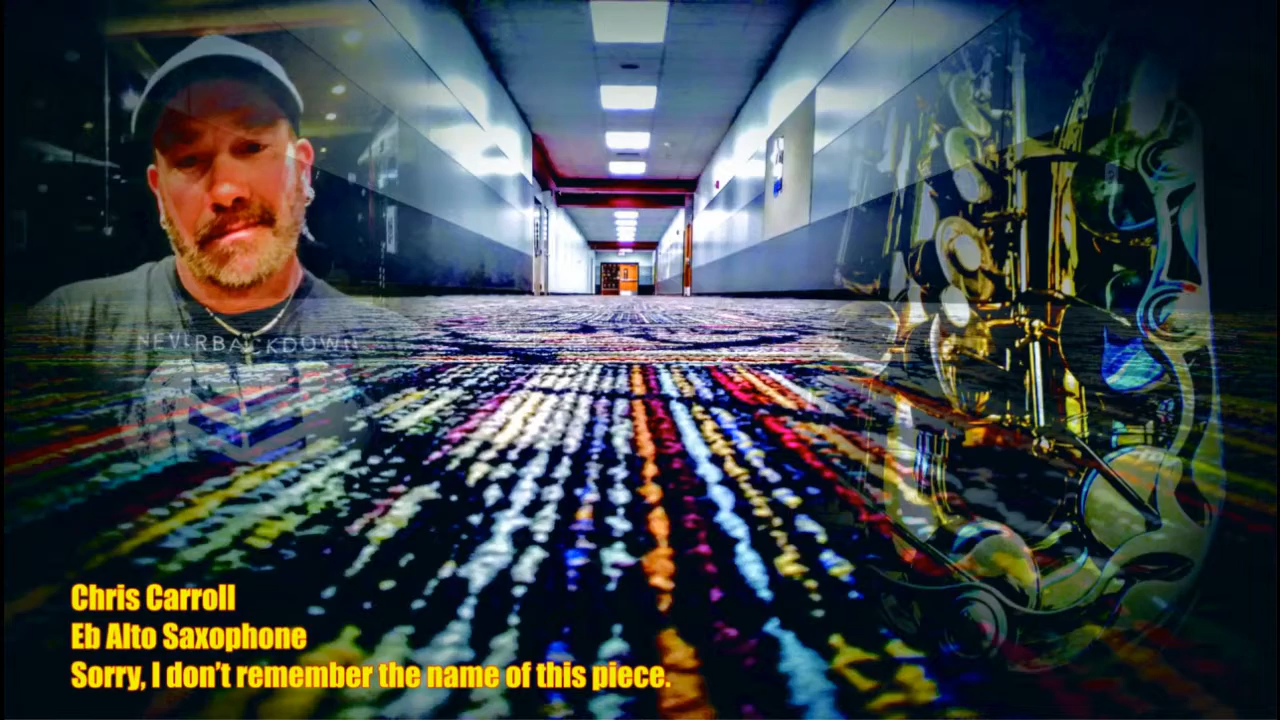 NEVERBACKDOWN
Chris Carroll
Eb Alto Saxophone
Sorry, I don't remember the name of this piece.